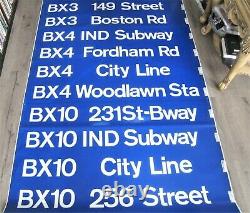 BX3 149 Street
BX3 Boston Rd
BX4 IND Subway
BX4 Fordham Rd
BX4 City Line
BX4 Woodlawn Sta
BX10 231St-Bway
BX10 IND Subway
BX10 City Line
BX10 256 Street